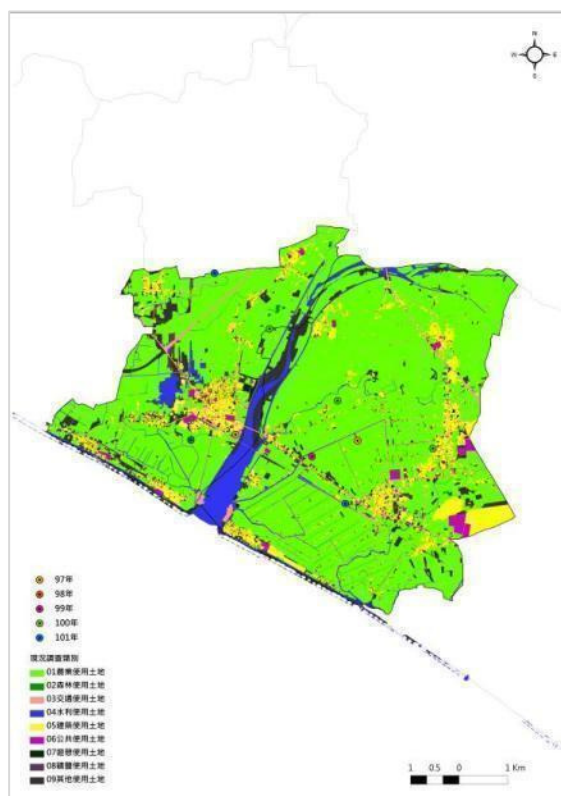 N
W E
S
97年
98年
99年
100年
101年
現況調查類別
01農業使用土地
02森林使用土地
03交通使用土地
04水利使用土地
05建築使用土地
06公共使用土地
07遊憩使用土地
08礦鹽使用土地
09其他使用土地
1 0.5 0 1 Km